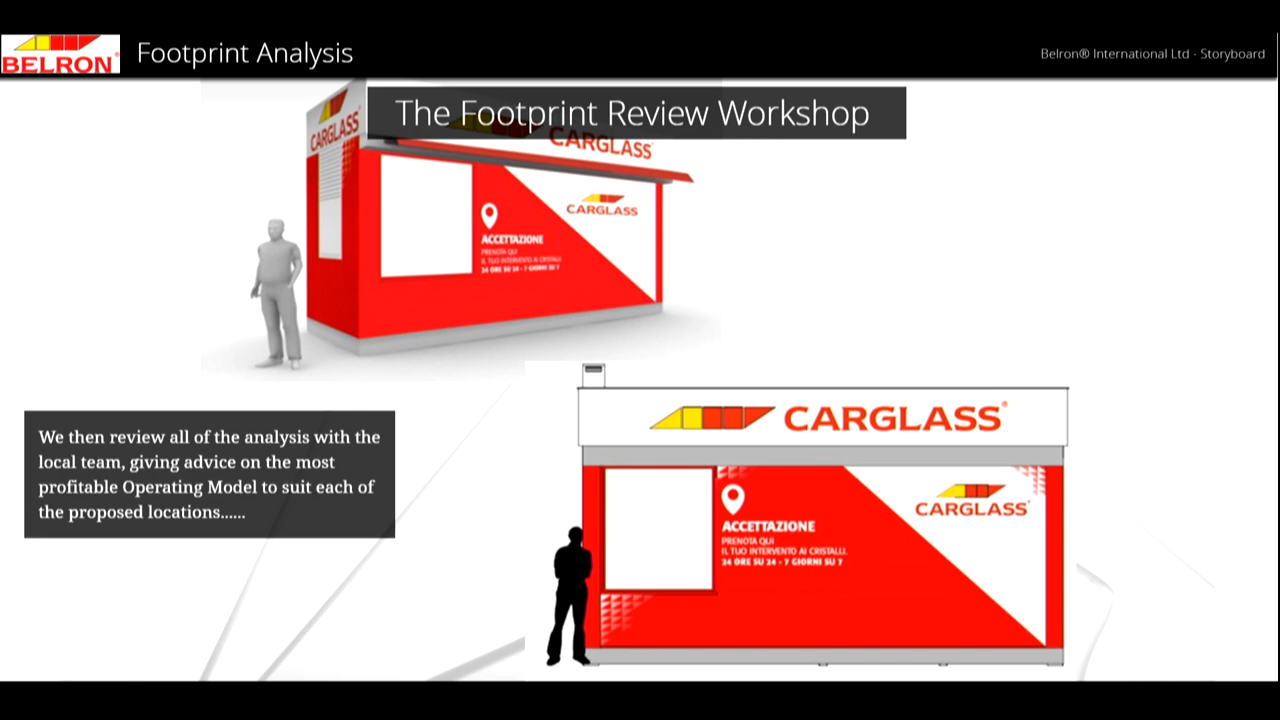 BELRON®
Footprint Analysis
Belron® International Ltd - Storyboard
The Footprint Review Workshop
CARGLASS®
CARGLASS
CARGLASS
ACCETTAZIONE
PRENOTA QUI
IL TUO INTERVENTO AI CRISTALLI.
24 ORE SU 24 - 7 GIORNI SU 7
We then review all of the analysis with the
local team, giving advice on the most
profitable Operating Model to suit each of
the proposed locations......
CARGLASS®
CARGLASS®
ACCETTAZIONE
PRENOTA QUI
IL TUO INTERVENTO AI CRISTALLI.
24 ORE SU 24 - 7 GIORNI SU 7